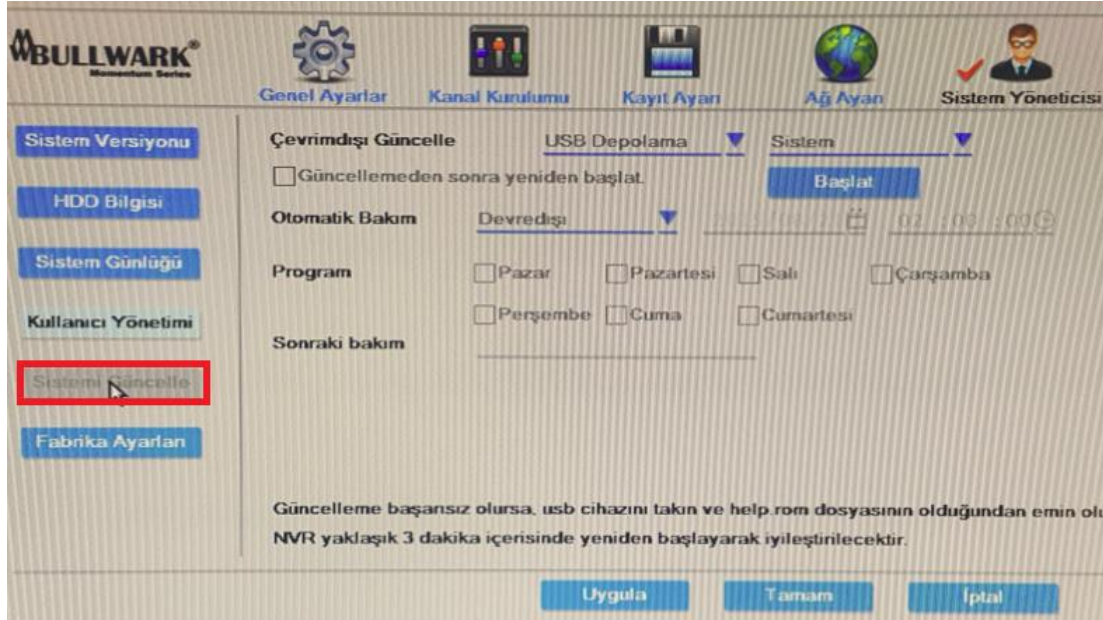 BULLWARK®
Momentum Series
Genel Ayarlar
Kanal Kurulumu
Kayıt Ayarı
Ağ Ayarı
Sistem Yöneticisi
Sistem Versiyonu
HDD Bilgisi
Sistem Günlüğü
Kullanıcı Yönetimi
Sistemi Güncelle
Fabrika Ayarları
Çevrimdışı Güncelle USB Depolama Sistem
Güncellemeden sonra yeniden başlat. Başlat
Otomatik Bakım Devredışı
Program Pazar Pazartesi Salı Çarşamba
Perşembe Cuma Cumartesi
Sonraki bakım
Güncelleme başarısız olursa, usb cihazını takın ve help.rom dosyasının olduğundan emin olu
NVR yaklaşık 3 dakika içerisinde yeniden başlayarak iyileştirilecektir.
Uygula Tamam İptal